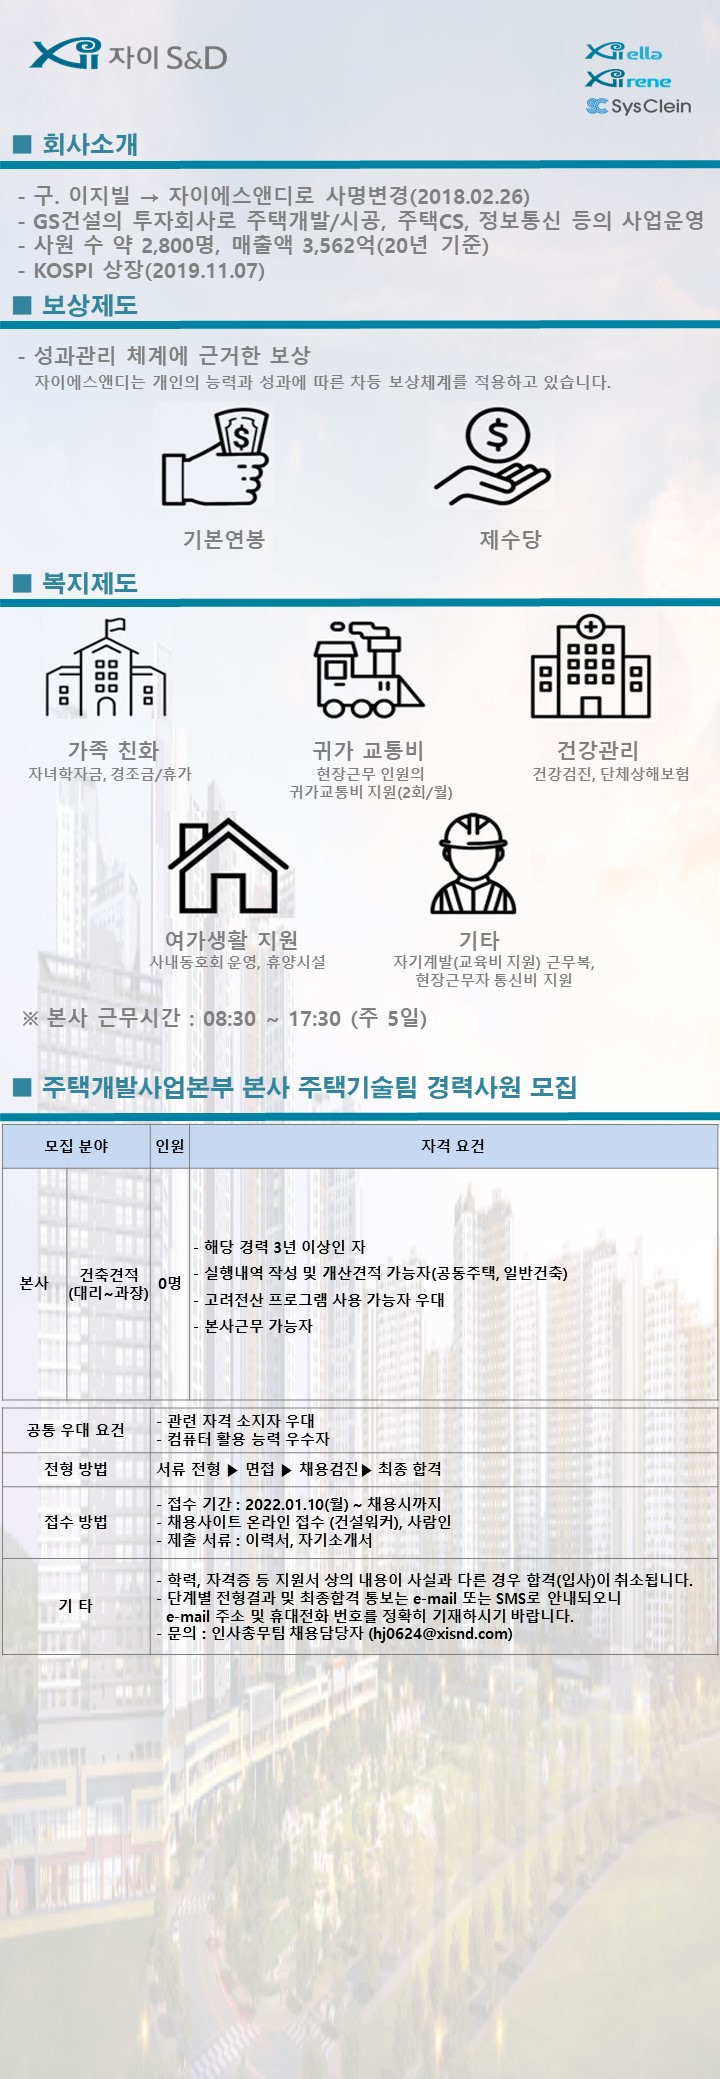 Xii 자이 S&D
Xii ella
Xii rene
SysClein
■ 회사소개
- 구. 이지빌 → 자이에스앤디로 사명변경(2018.02.26)
- GS건설의 투자회사로 주택개발/시공, 주택CS, 정보통신 등의 사업운영
- 사원 수 약 2,800명, 매출액 3,562억(20년 기준)
- KOSPI 상장(2019.11.07)
■ 보상제도
- 성과관리 체계에 근거한 보상
자이에스앤디는 개인의 능력과 성과에 따른 차등 보상체계를 적용하고 있습니다.
기본연봉 제수당
■ 복지제도
가족 친화 귀가 교통비 건강관리
자녀학자금, 경조금/휴가 현장근무 인원의 건강검진, 단체상해보험
귀가교통비 지원(2회/월)
여가생활 지원 기타
사내동호회 운영, 휴양시설 자기계발(교육비 지원) 근무복,
현장근무자 통신비 지원
※ 본사 근무시간 : 08:30 ~ 17:30 (주 5일)
■ 주택개발사업본부 본사 주택기술팀 경력사원 모집
모집 분야 인원 자격 요건
본사 건축견적 (대리~과장) 0명
- 해당 경력 3년 이상인 자
- 실행내역 작성 및 개산견적 가능자(공동주택, 일반건축)
- 고려전산 프로그램 사용 가능자 우대
- 본사근무 가능자
공통 우대 요건
- 관련 자격 소지자 우대
- 컴퓨터 활용 능력 우수자
전형 방법 서류 전형 ▶ 면접 ▶ 채용검진▶ 최종 합격
접수 방법
- 접수 기간 : 2022.01.10(월) ~ 채용시까지
- 채용사이트 온라인 접수 (건설워커), 사람인
- 제출 서류 : 이력서, 자기소개서
기 타
- 학력, 자격증 등 지원서 상의 내용이 사실과 다른 경우 합격(입사)이 취소됩니다.
- 단계별 전형결과 및 최종합격 통보는 e-mail 또는 SMS로 안내되오니
e-mail 주소 및 휴대전화 번호를 정확히 기재하시기 바랍니다.
- 문의 : 인사총무팀 채용담당자 (hj0624@xisnd.com)